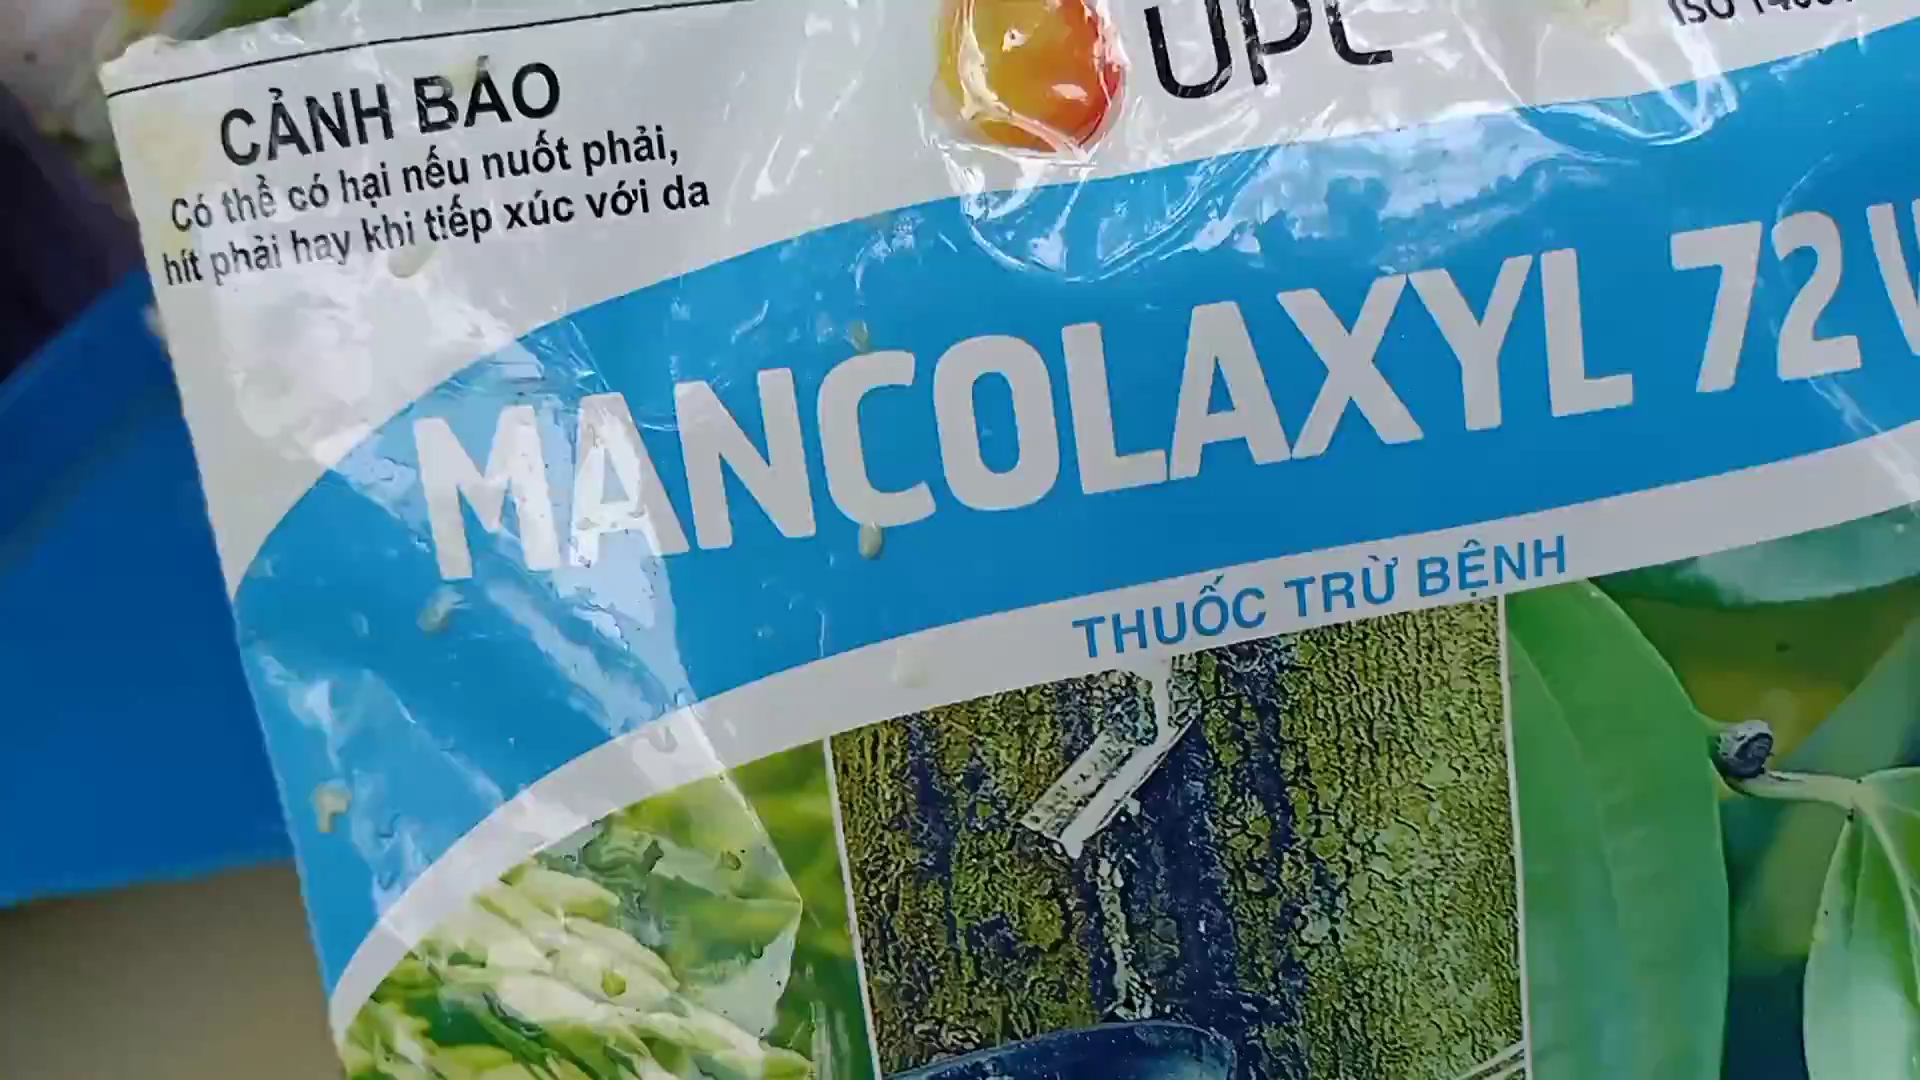 CẢNH BÁO
Có thể có hại nếu nuốt phải,
hít phải hay khi tiếp xúc với da
UPL
ISO
MANCOLAXYL 72
THUỐC TRỪ BỆNH